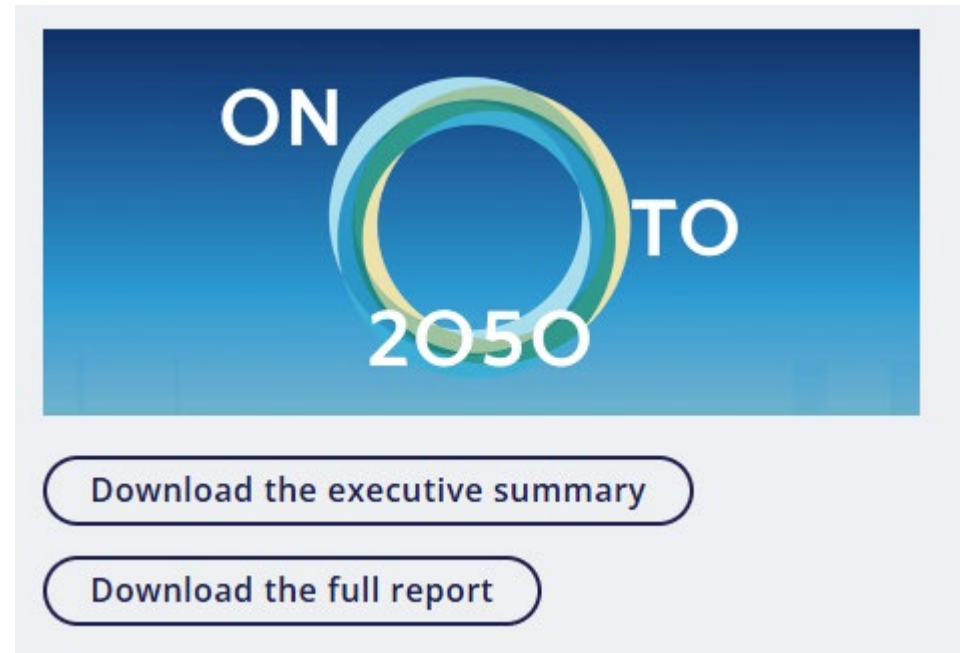 ON
TO
2050
Download the executive summary
Download the full report